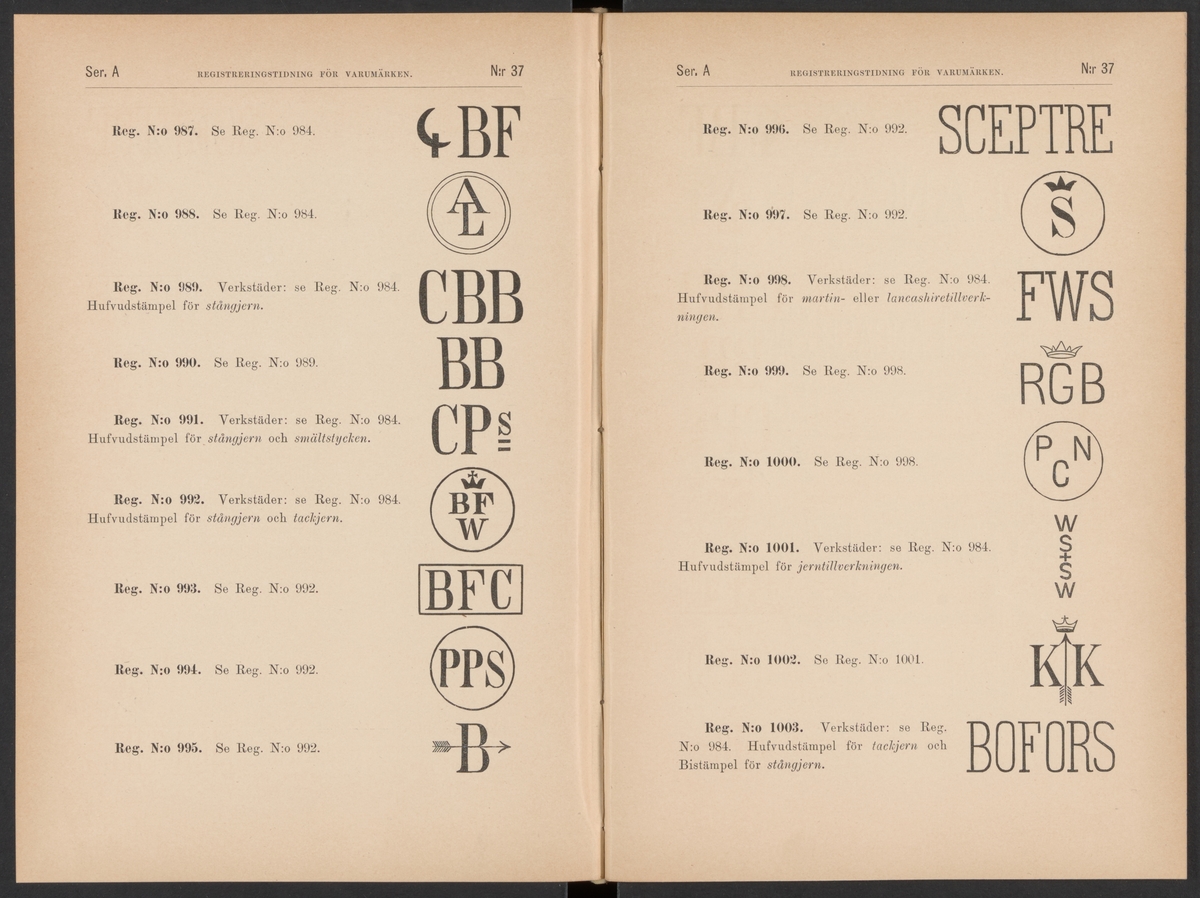 Ser. A REGISTRERINGSTIDNING FÖR VARUMÄRKEN. N:r 37
Reg. N:o 987. Se Reg. N:o 984.
BF
Reg. N:o 988. Se Reg. N:o 984.
A
L
Reg. N:o 989. Verkstäder: se Reg. N:o 984.
Hufvudstämpel för stångjern.
CBB
Reg. N:o 990. Se Reg. N:o 989.
BB
Reg. N:o 991. Verkstäder: se Reg. N:o 984.
Hufvudstämpel för stångjern och smältstycken.
CPS
Reg. N:o 992. Verkstäder: se Reg. N:o 984.
Hufvudstämpel för stångjern och tackjern.
BF
W
Reg. N:o 993. Se Reg. N:o 992.
BFC
Reg. N:o 994. Se Reg. N:o 992.
PPS
Reg. N:o 995. Se Reg. N:o 992.
B
Ser. A REGISTRERINGSTIDNING FÖR VARUMÄRKEN. N:r 37
Reg. N:o 996. Se Reg. N:o 992.
SCEPTRE
Reg. N:o 997. Se Reg. N:o 992.
S
Reg. N:o 998. Verkstäder: se Reg. N:o 984.
Hufvudstämpel för martin- eller lancashiretillverk-
ningen.
FWS
Reg. N:o 999. Se Reg. N:o 998.
RGB
Reg. N:o 1000. Se Reg. N:o 998.
P N
C
Reg. N:o 1001. Verkstäder: se Reg. N:o 984.
Hufvudstämpel för jerntillverkningen.
W
S
+
S
W
Reg. N:o 1002. Se Reg. N:o 1001.
K K
Reg. N:o 1003. Verkstäder: se Reg.
N:o 984. Hufvudstämpel för tackjern och
Bistämpel för stångjern.
BOFORS